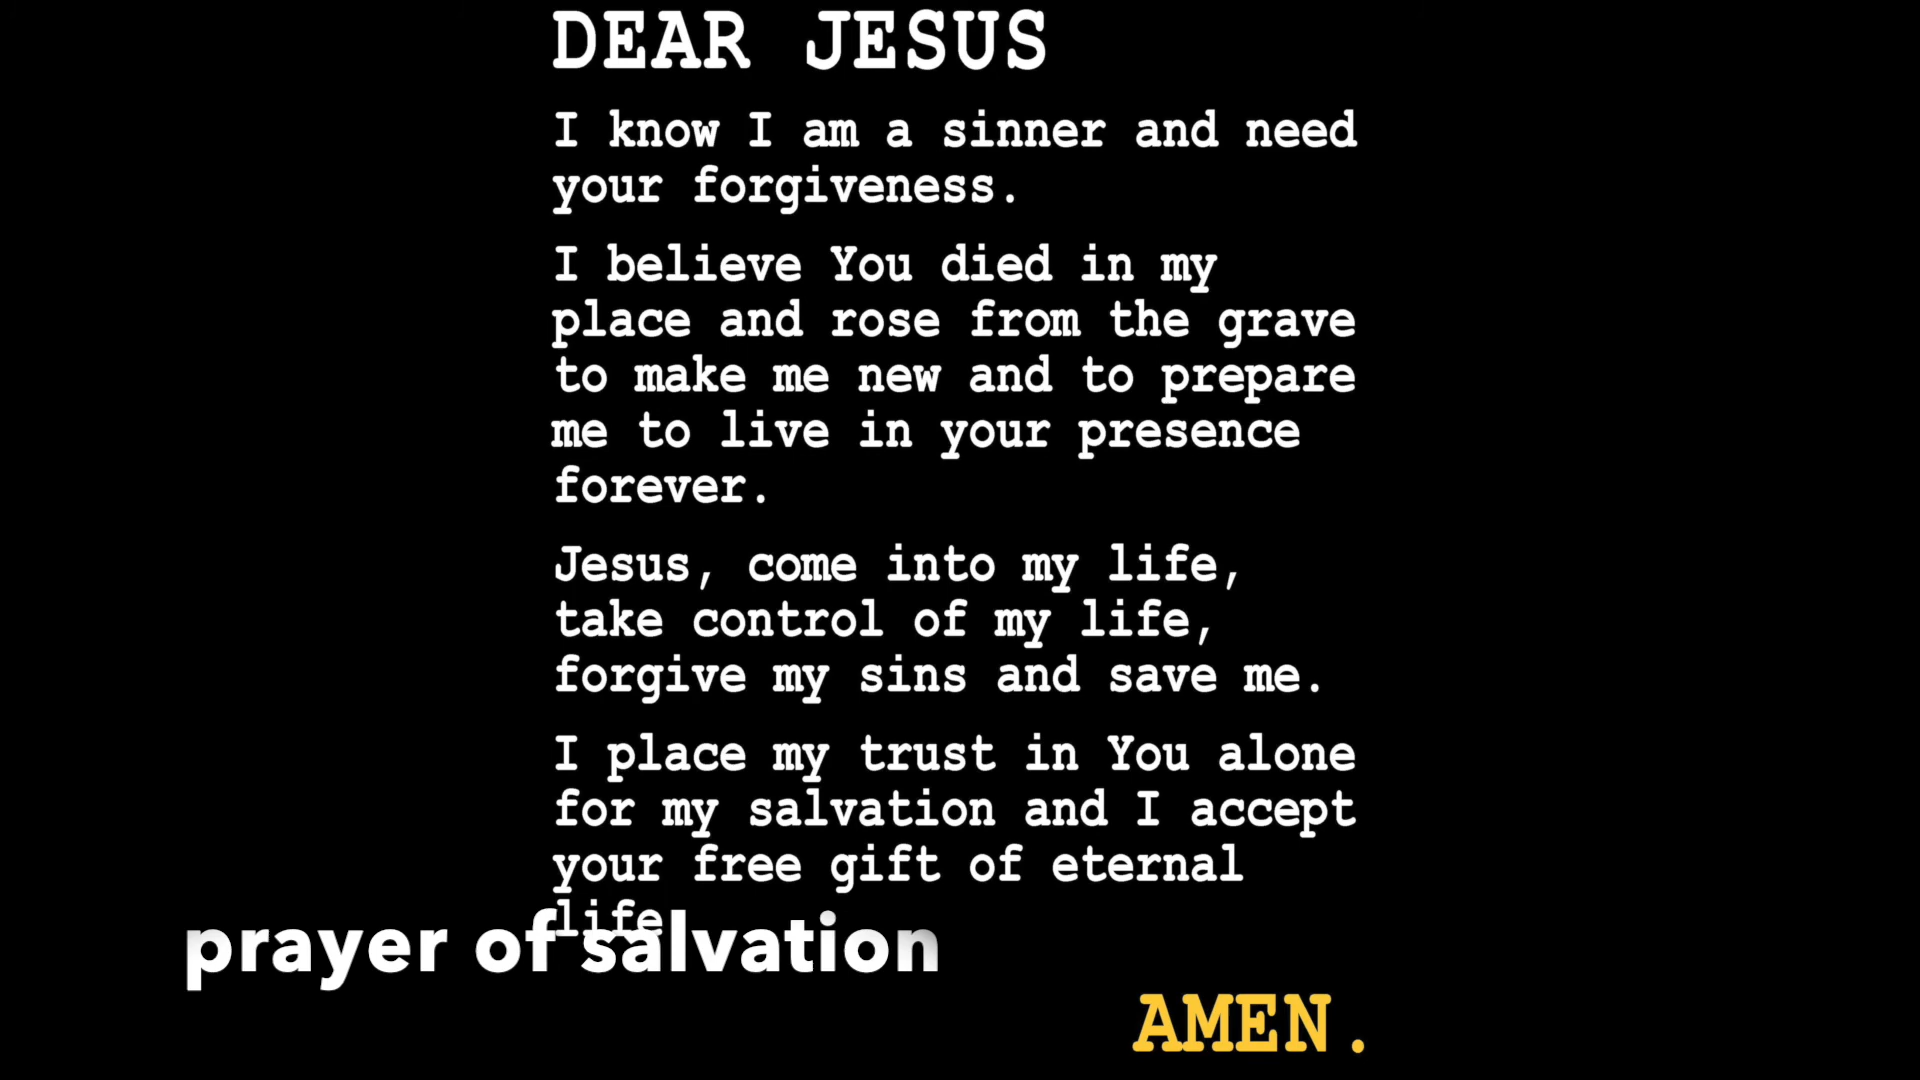 DEAR JESUS
I know I am a sinner and need
your forgiveness.
I believe You died in my
place and rose from the grave
to make me new and to prepare
me to live in your presence
forever.
Jesus, come into my life,
take control of my life,
forgive my sins and save me.
I place my trust in You alone
for my salvation and I accept
your free gift of eternal
life
prayer of salvation
AMEN.